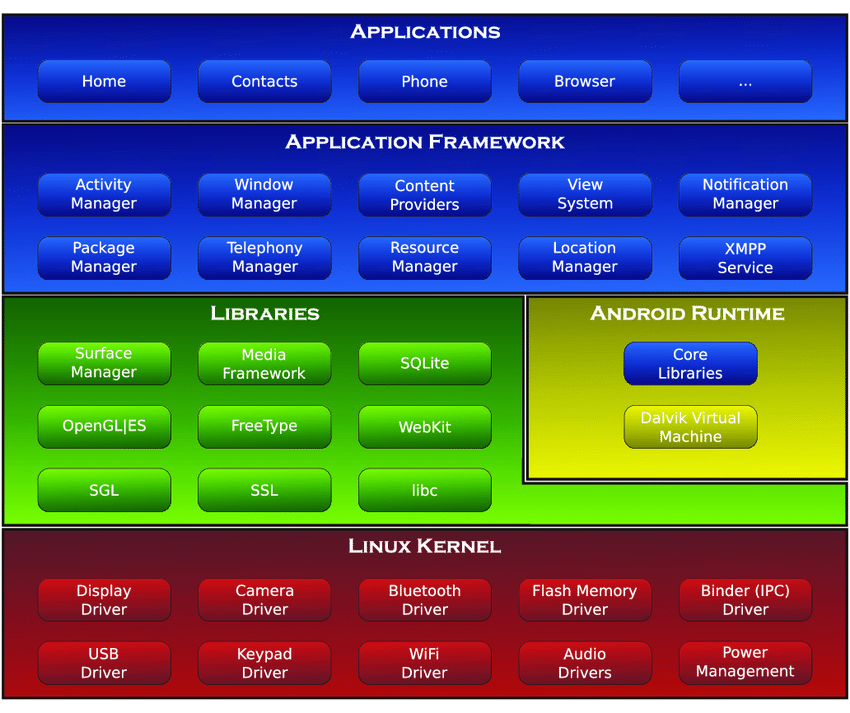 APPLICATIONS
Home
Contacts
Phone
Browser
...
APPLICATION FRAMEWORK
Activity
Manager
Window
Manager
Content
Providers
View
System
Notification
Manager
Package
Manager
Telephony
Manager
Resource
Manager
Location
Manager
XMPP
Service
LIBRARIES
Surface
Manager
Media
Framework
SQLite
OpenGL|ES
FreeType
WebKit
SGL
SSL
libc
ANDROID RUNTIME
Core
Libraries
Dalvik Virtual
Machine
LINUX KERNEL
Display
Driver
Camera
Driver
Bluetooth
Driver
Flash Memory
Driver
Binder (IPC)
Driver
USB
Driver
Keypad
Driver
WiFi
Driver
Audio
Drivers
Power
Management